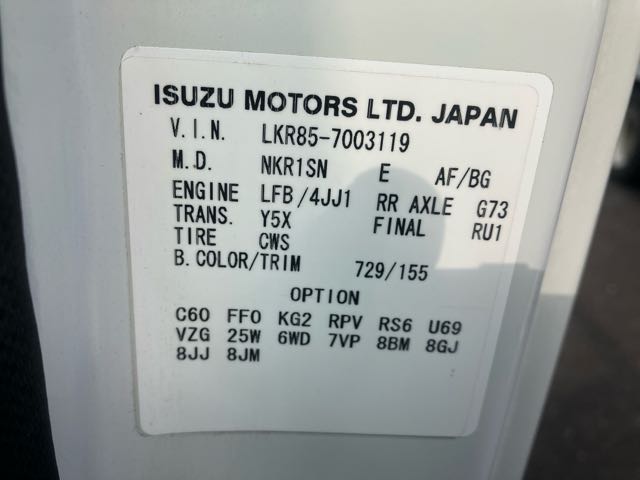 ISUZU MOTORS LTD. JAPAN
V.I.N. LKR85-7003119
M.D. NKR1SN E AF/BG
ENGINE LFB/4JJ1 RR AXLE G73
TRANS. Y5X FINAL RU1
TIRE CWS
B.COLOR/TRIM 729/155
OPTION
C60 FF0 KG2 RPV RS6 U69
VZG 25W 6WD 7VP 8BM 8GJ
8JJ 8JM